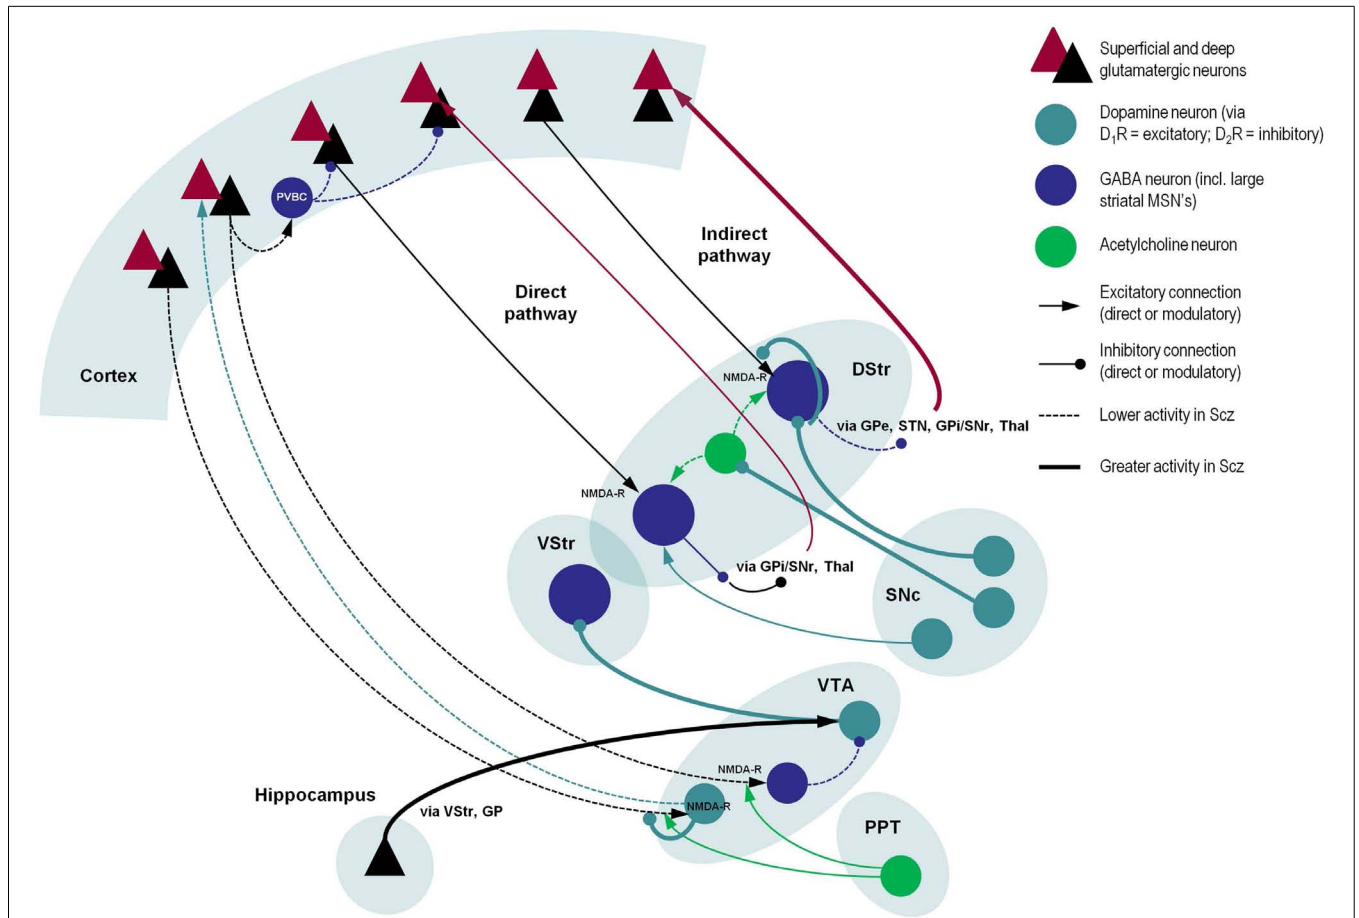 Superficial and deep
glutamatergic neurons
Dopamine neuron (via
D₁R = excitatory; D₂R = inhibitory)
GABA neuron (incl. large
striatal MSN's)
Acetylcholine neuron
Excitatory connection
(direct or modulatory)
Inhibitory connection
(direct or modulatory)
Lower activity in Scz
Greater activity in Scz
PVBC
Cortex
Direct
pathway
Indirect
pathway
NMDA-R
DStr
via GPe, STN, GPi/SNr, Thal
NMDA-R
VStr
via GPi/SNr, Thal
SNc
VTA
NMDA-R
Hippocampus
via VStr, GP
NMDA-R
PPT